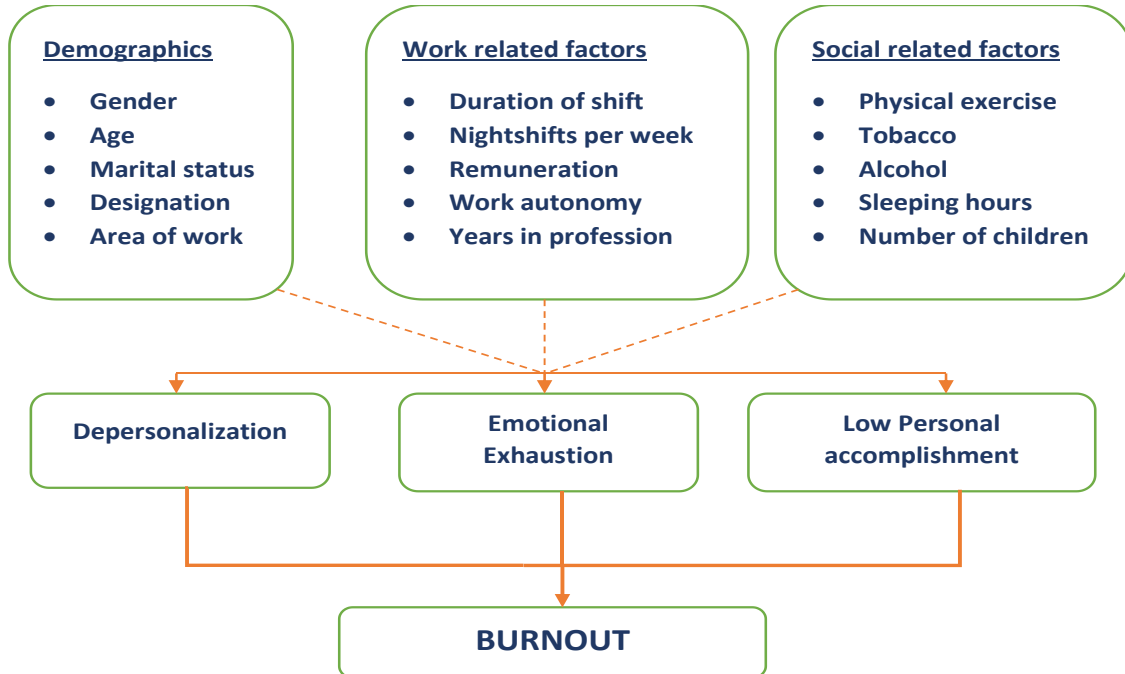 Demographics
• Gender
• Age
• Marital status
• Designation
• Area of work
Work related factors
• Duration of shift
• Nightshifts per week
• Remuneration
• Work autonomy
• Years in profession
Social related factors
• Physical exercise
• Tobacco
• Alcohol
• Sleeping hours
• Number of children
Depersonalization
Emotional
Exhaustion
Low Personal
accomplishment
BURNOUT